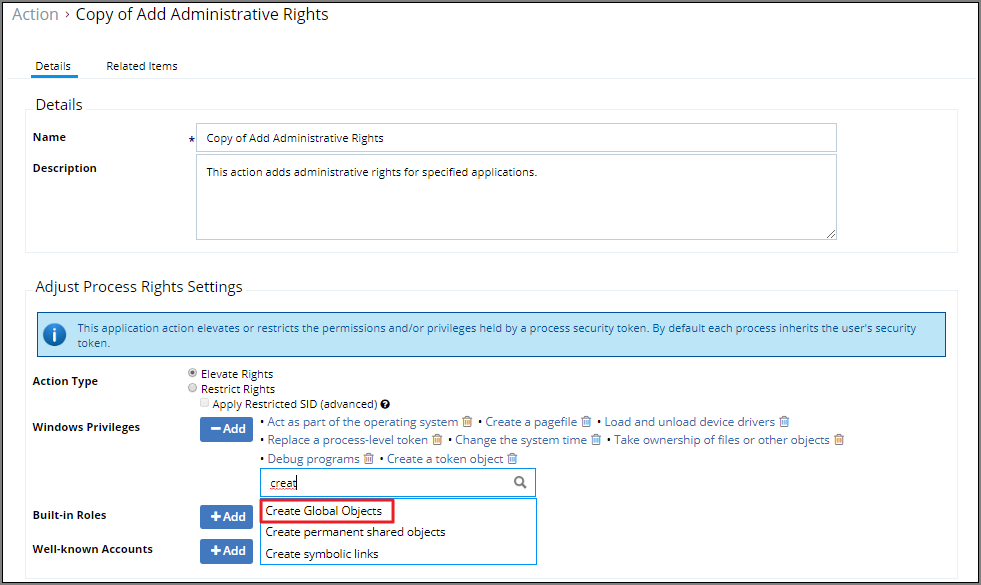 Action › Copy of Add Administrative Rights
Details Related Items
Details
Name * Copy of Add Administrative Rights
Description This action adds administrative rights for specified applications.
Adjust Process Rights Settings
This application action elevates or restricts the permissions and/or privileges held by a process security token. By default each process inherits the user's security
token.
Action Type Elevate Rights
Restrict Rights
Apply Restricted SID (advanced) ?
Windows Privileges − Add • Act as part of the operating system • Create a pagefile • Load and unload device drivers
• Replace a process-level token • Change the system time • Take ownership of files or other objects
• Debug programs • Create a token object
creat
Built-in Roles + Add Create Global Objects
Create permanent shared objects
Well-known Accounts + Add Create symbolic links